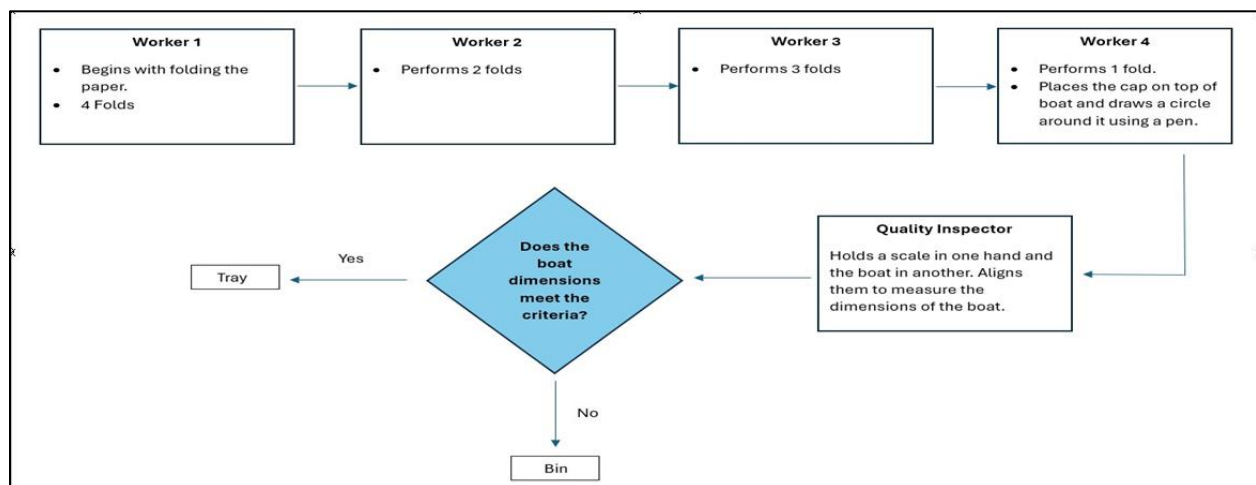 Worker 1
• Begins with folding the
paper.
• 4 Folds
Worker 2
• Performs 2 folds
Worker 3
• Performs 3 folds
Worker 4
• Performs 1 fold.
• Places the cap on top of
boat and draws a circle
around it using a pen.
Quality Inspector
Holds a scale in one hand and
the boat in another. Aligns
them to measure the
dimensions of the boat.
Does the
boat
dimensions
meet the
criteria?
Yes
Tray
No
Bin